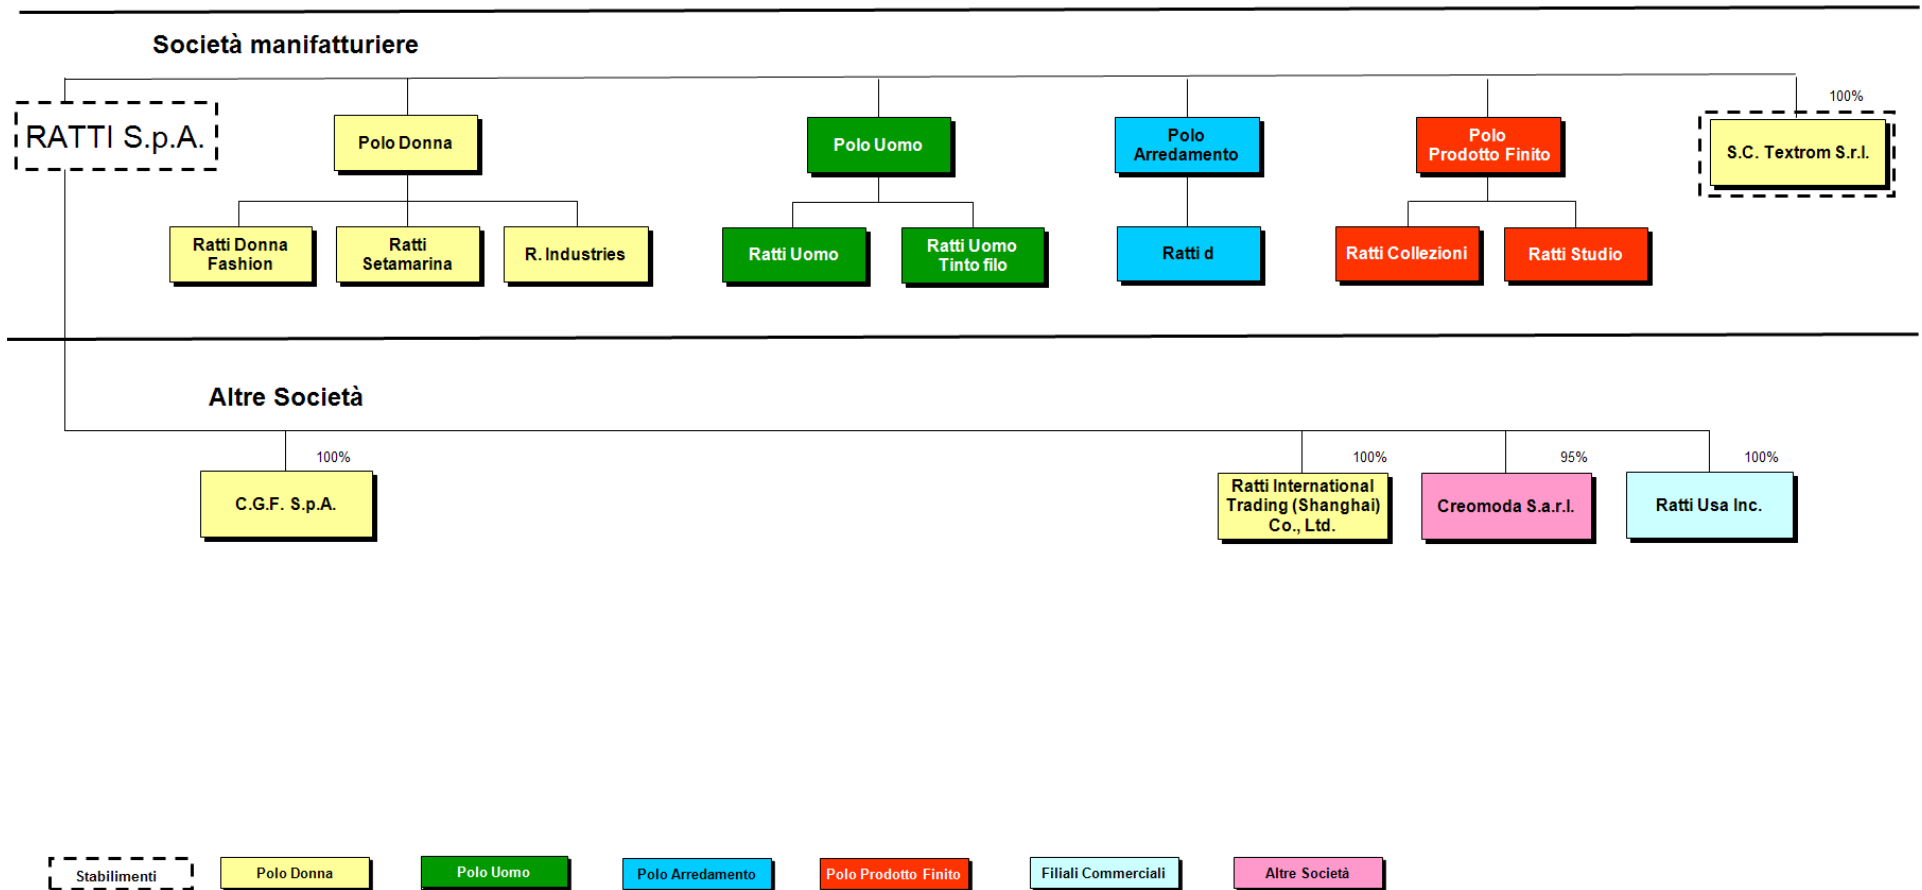 Società manifatturiere
100%
RATTI S.p.A.
Polo Donna
Polo Uomo
Polo
Arredamento
Polo
Prodotto Finito
S.C. Textrom S.r.l.
Ratti Donna
Fashion
Ratti
Setamarina
R. Industries
Ratti Uomo
Ratti Uomo
Tinto filo
Ratti d
Ratti Collezioni
Ratti Studio
Altre Società
100%
100%
95%
100%
C.G.F. S.p.A.
Ratti International
Trading (Shanghai)
Co., Ltd.
Creomoda S.a.r.l.
Ratti Usa Inc.
Stabilimenti
Polo Donna
Polo Uomo
Polo Arredamento
Polo Prodotto Finito
Filiali Commerciali
Altre Società